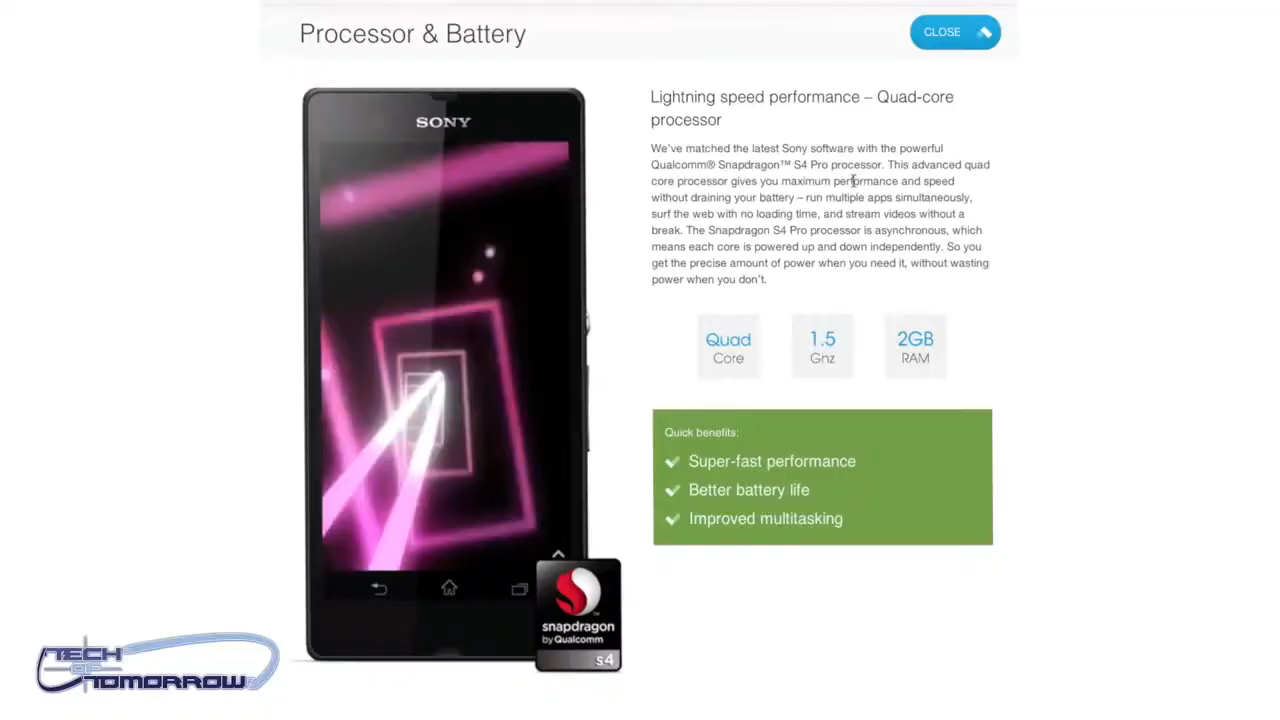 Processor & Battery
CLOSE
SONY
Lightning speed performance – Quad-core
processor
We've matched the latest Sony software with the powerful
Qualcomm® Snapdragon™ S4 Pro processor. This advanced quad
core processor gives you maximum performance and speed
without draining your battery – run multiple apps simultaneously,
surf the web with no loading time, and stream videos without a
break. The Snapdragon S4 Pro processor is asynchronous, which
means each core is powered up and down independently. So you
get the precise amount of power when you need it, without wasting
power when you don't.
Quad
Core
1.5
Ghz
2GB
RAM
Quick benefits:
Super-fast performance
Better battery life
Improved multitasking
snapdragon™
by Qualcomm
s4
TECH
OF
TOMORROW